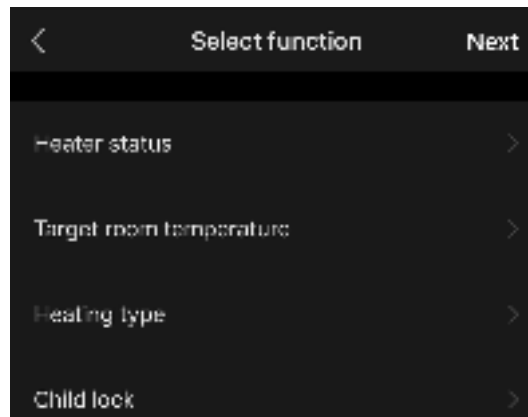 Select function
Next
Heater status
Target room temperature
Heating type
Child lock